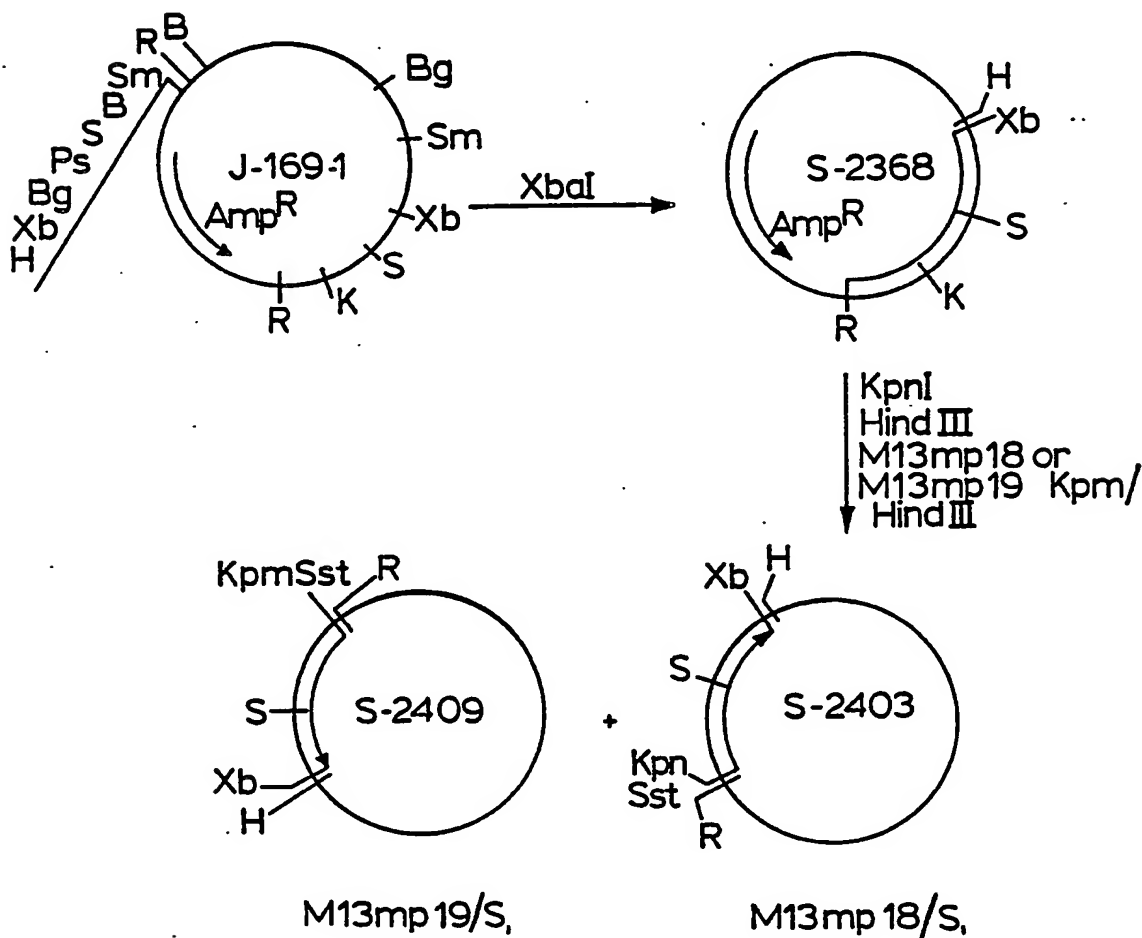 B
R
Sm
B
S
Ps
Bg
Xb
H
Bg
Sm
Xb
S
K
R
J-169-1
Amp^R
XbaI
H
Xb
S-2368
Amp^R
S
K
R
KpnI
Hind III
M13mp18 or
M13mp19 Kpm/
Hind III
KpmSst R
S
S-2409
Xb
H
+
H
Xb
S
S-2403
Kpn
Sst
R
M13mp19/S,
M13mp18/S,